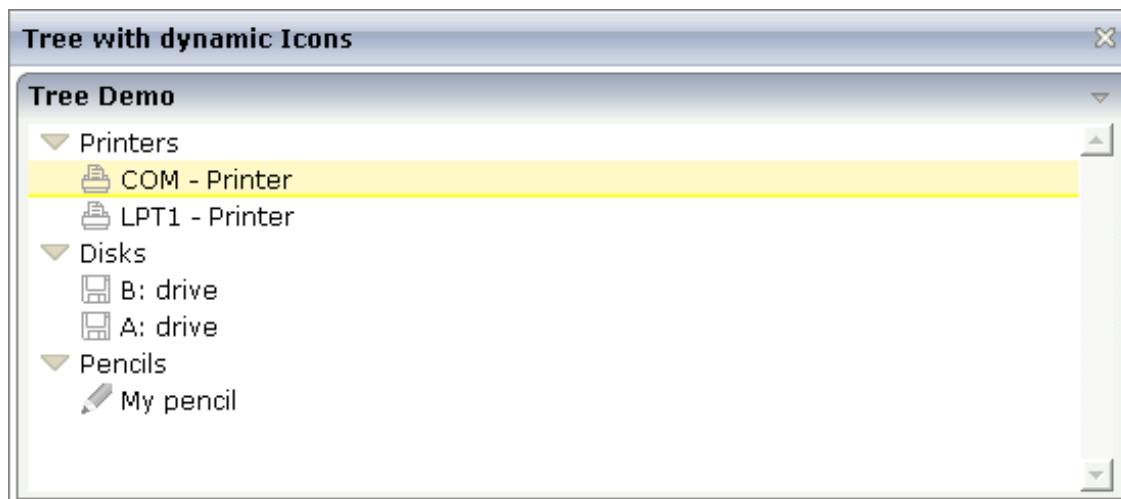 Tree with dynamic Icons
Tree Demo
Printers
COM - Printer
LPT1 - Printer
Disks
B: drive
A: drive
Pencils
My pencil